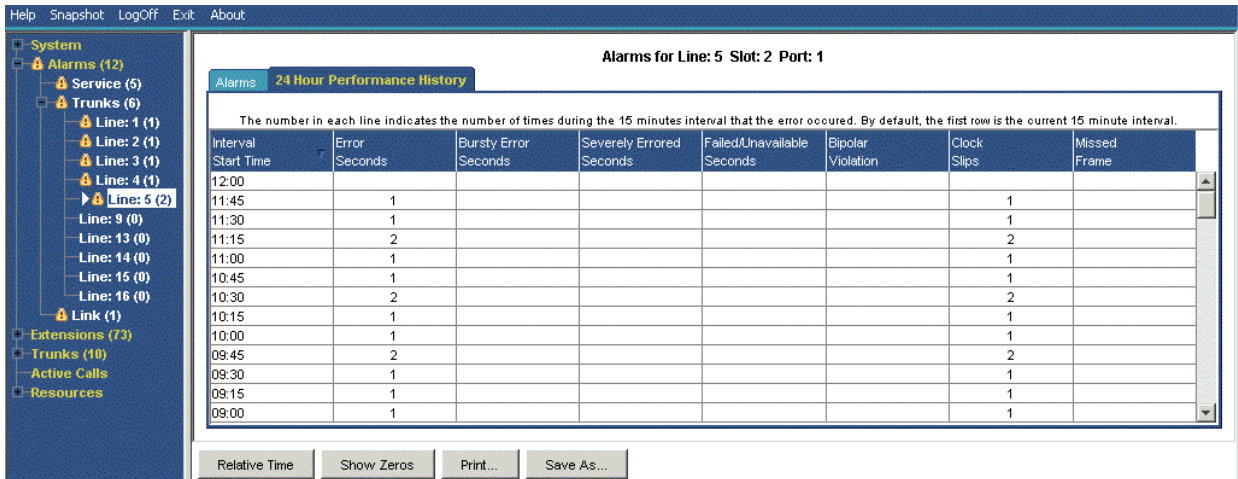 Help Snapshot LogOff Exit About
System
Alarms (12)
Service (5)
Trunks (6)
Line: 1 (1)
Line: 2 (1)
Line: 3 (1)
Line: 4 (1)
Line: 5 (2)
Line: 9 (0)
Line: 13 (0)
Line: 14 (0)
Line: 15 (0)
Line: 16 (0)
Link (1)
Extensions (73)
Trunks (10)
Active Calls
Resources
Alarms for Line: 5 Slot: 2 Port: 1
Alarms 24 Hour Performance History
The number in each line indicates the number of times during the 15 minutes interval that the error occured. By default, the first row is the current 15 minute interval.
Interval Start Time Error Seconds Bursty Error Seconds Severely Errored Seconds Failed/Unavailable Seconds Bipolar Violation Clock Slips Missed Frame
12:00
11:45 1 1
11:30 1 1
11:15 2 2
11:00 1 1
10:45 1 1
10:30 2 2
10:15 1 1
10:00 1 1
09:45 2 2
09:30 1 1
09:15 1 1
09:00 1 1
Relative Time Show Zeros Print... Save As...